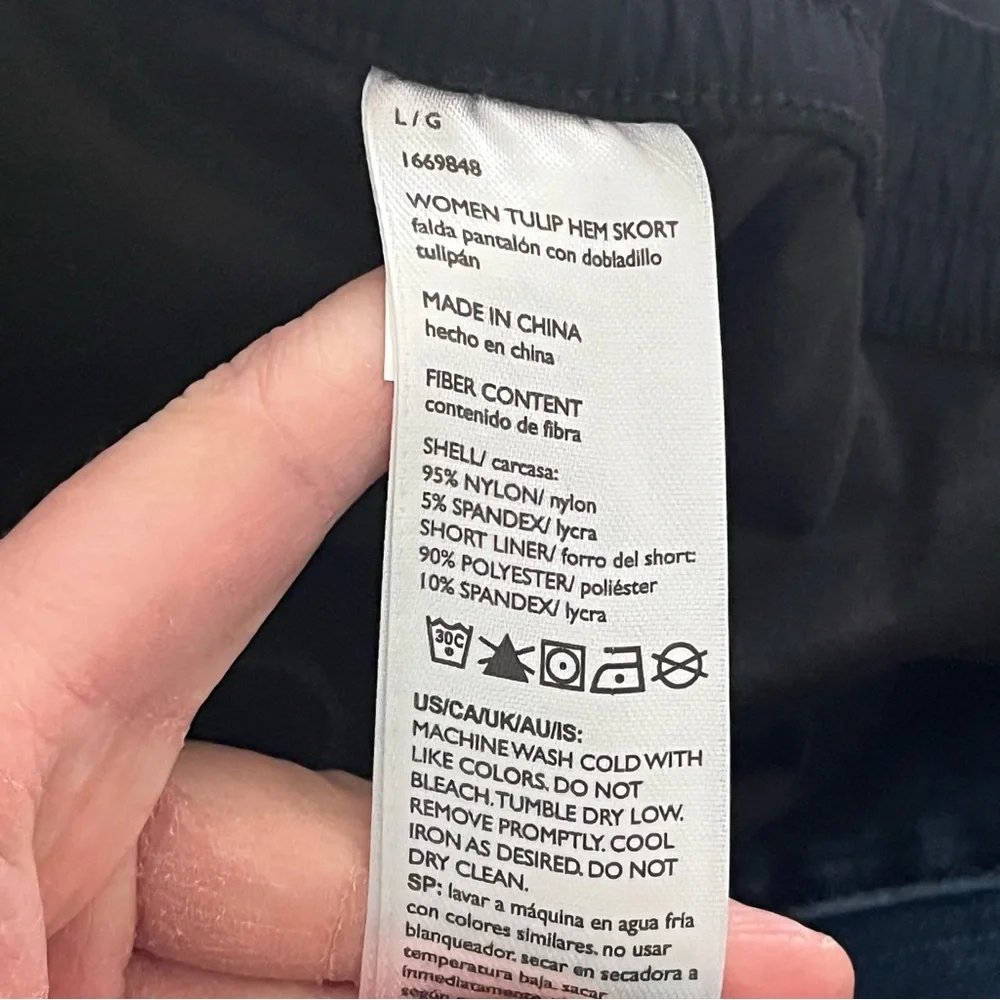 L/G
1669848
WOMEN TULIP HEM SKORT
falda pantalón con dobladillo
tulipán
MADE IN CHINA
hecho en china
FIBER CONTENT
contenido de fibra
SHELL/ carcasa:
95% NYLON/ nylon
5% SPANDEX/ lycra
SHORT LINER/ forro del short:
90% POLYESTER/ poliéster
10% SPANDEX/ lycra
30C
US/CA/UK/AU/IS:
MACHINE WASH COLD WITH
LIKE COLORS. DO NOT
BLEACH. TUMBLE DRY LOW.
REMOVE PROMPTLY. COOL
IRON AS DESIRED. DO NOT
DRY CLEAN.
SP: lavar a máquina en agua fría
con colores similares. no usar
blanqueador. secar en secadora a
temperatura baja. sacar
inmediatamente
según